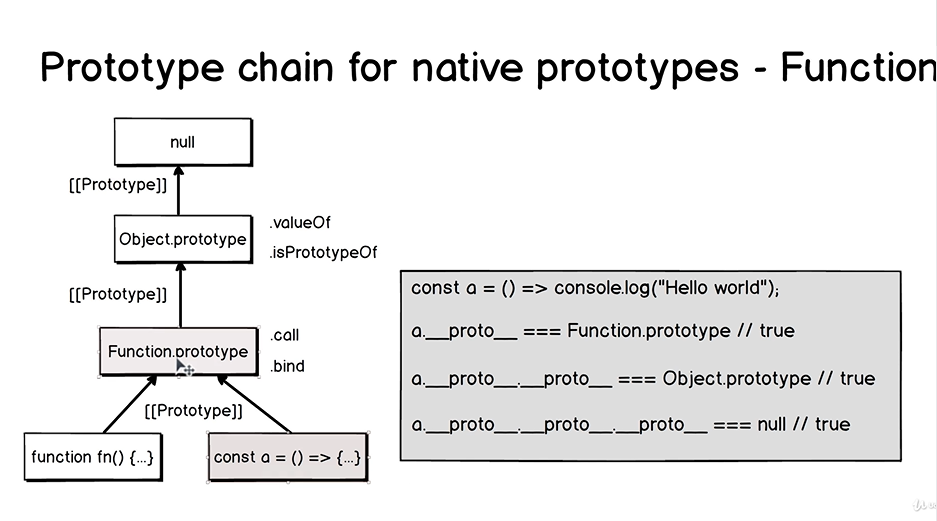 Prototype chain for native prototypes - Function
null
[[Prototype]]
Object.prototype
.valueOf
.isPrototypeOf
[[Prototype]]
Function.prototype
.call
.bind
[[Prototype]]
function fn() {...}
const a = () => {...}
const a = () => console.log("Hello world");
a.__proto__ === Function.prototype // true
a.__proto__.__proto__ === Object.prototype // true
a.__proto__.__proto__.__proto__ === null // true